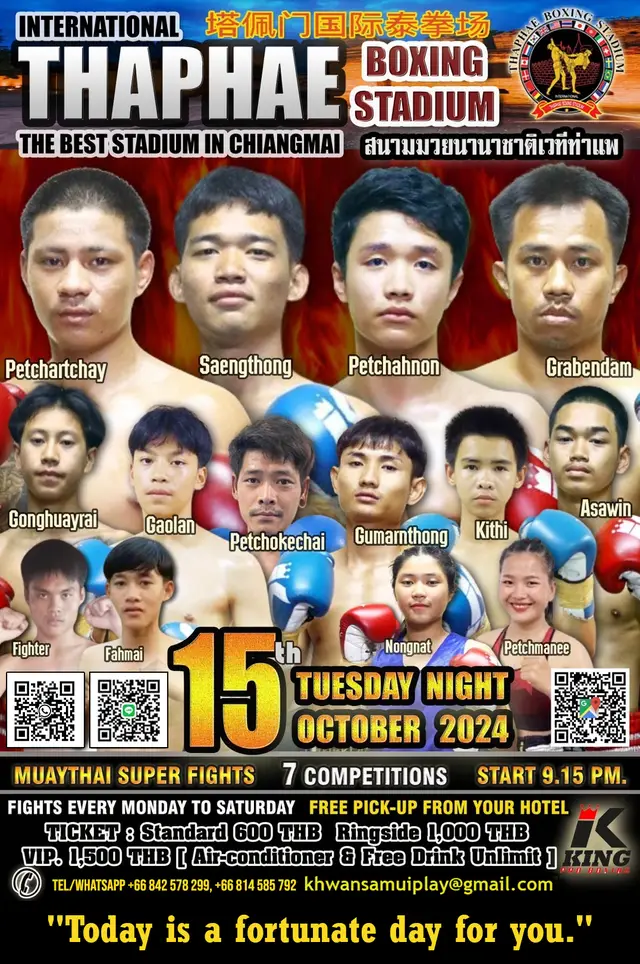 INTERNATIONAL
塔佩门国际泰拳场
THAPHAE
BOXING
STADIUM
THAPHAE BOXING STADIUM
INTERNATIONAL
THE BEST STADIUM IN CHIANGMAI
สนามมวยนานาชาติเวทีท่าแพ
Petchartchay
Saengthong
Petchahnon
Grabendam
Gonghuayrai
Gaolan
Petchokechai
Gumarnthong
Kithi
Asawin
Fighter
Fahmai
Nongnat
Petchmanee
15th
TUESDAY NIGHT
OCTOBER 2024
MUAYTHAI SUPER FIGHTS 7 COMPETITIONS START 9.15 PM.
FIGHTS EVERY MONDAY TO SATURDAY FREE PICK-UP FROM YOUR HOTEL
TICKET : Standard 600 THB Ringside 1,000 THB
VIP. 1,500 THB [ Air-conditioner & Free Drink Unlimit ]
K
KING
TEL/WHATSAPP +66 842 578 299, +66 814 585 792 khwansamuiplay@gmail.com
"Today is a fortunate day for you."